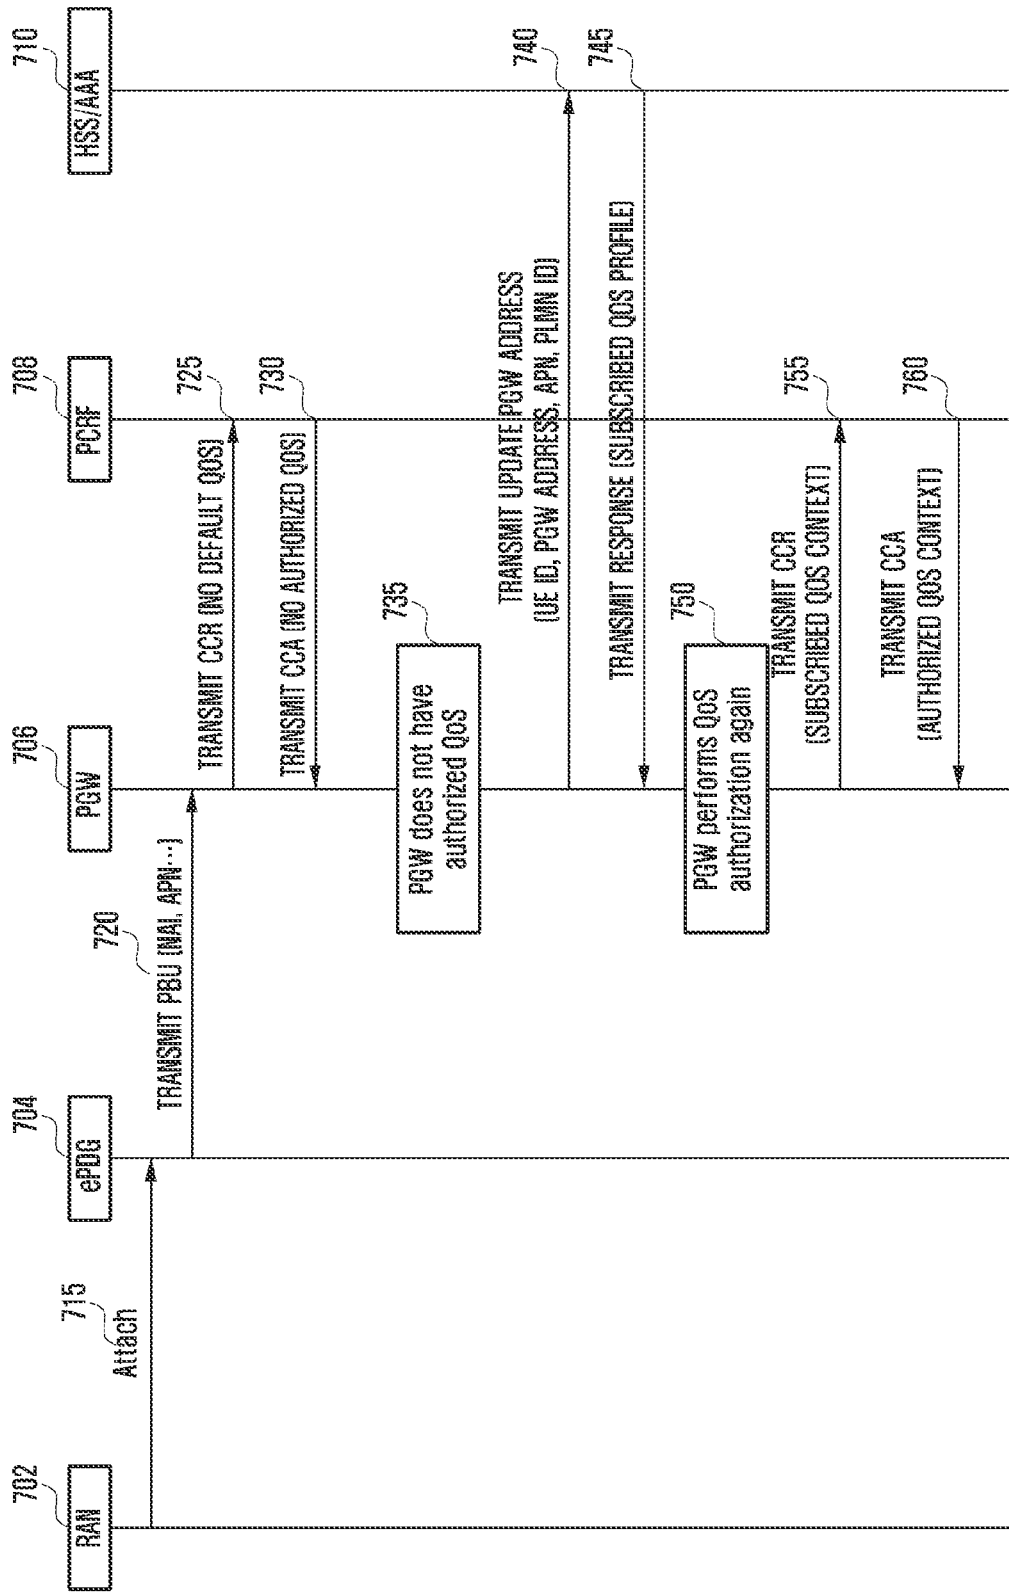 702
RAN
704
ePDG
706
PGW
708
PCRF
710
HSS/AAA
715
Attach
720
TRANSMIT PBU (NAI, APN···)
TRANSMIT CCR (NO DEFAULT QOS)
725
TRANSMIT CCA (NO AUTHORIZED QOS)
730
735
PGW does not have
authorized QoS
TRANSMIT UPDATE PGW ADDRESS
(UE ID, PGW ADDRESS, APN, PLMN ID)
740
TRANSMIT RESPONSE (SUBSCRIBED QOS PROFILE)
745
750
PGW performs QoS
authorization again
TRANSMIT CCR
(SUBSCRIBED QOS CONTEXT)
755
TRANSMIT CCA
(AUTHORIZED QOS CONTEXT)
760